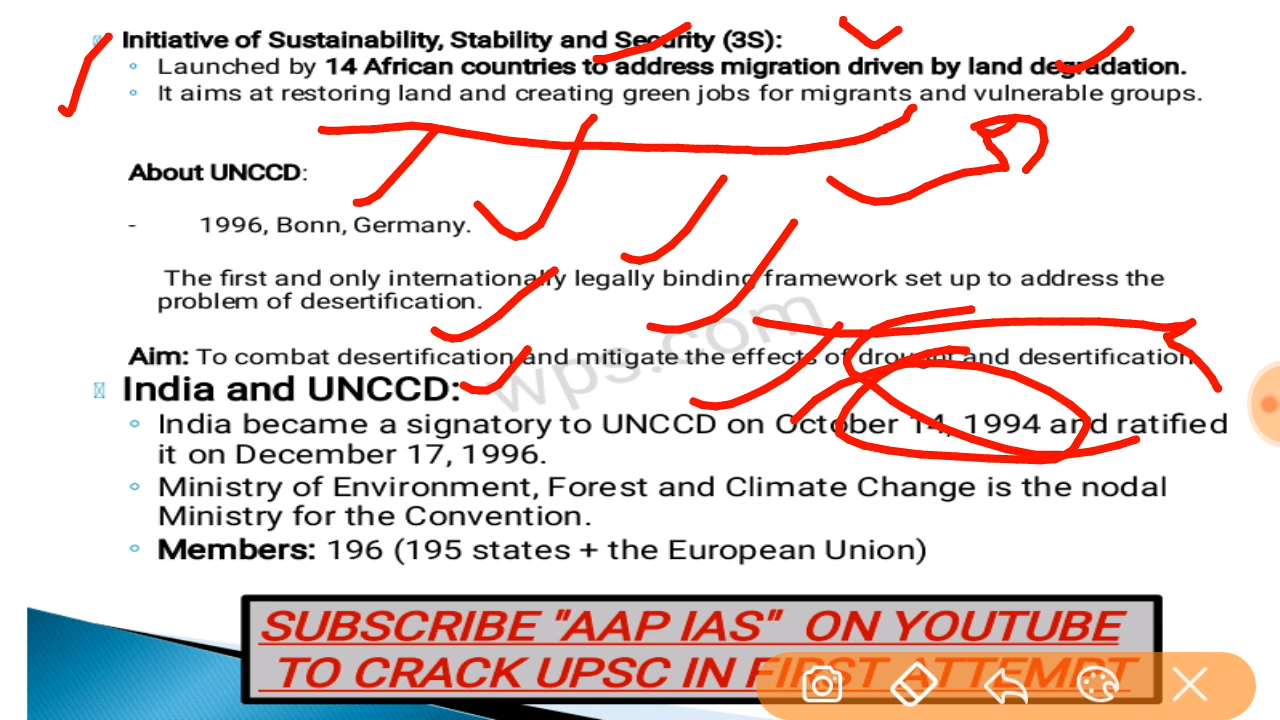 Initiative of Sustainability, Stability and Security (3S):
Launched by 14 African countries to address migration driven by land degradation.
It aims at restoring land and creating green jobs for migrants and vulnerable groups.
About UNCCD:
- 1996, Bonn, Germany.
The first and only internationally legally binding framework set up to address the
problem of desertification.
Aim: To combat desertification and mitigate the effects of drought and desertification.
India and UNCCD:
India became a signatory to UNCCD on October 14, 1994 and ratified
it on December 17, 1996.
Ministry of Environment, Forest and Climate Change is the nodal
Ministry for the Convention.
Members: 196 (195 states + the European Union)
wps.com
SUBSCRIBE "AAP IAS" ON YOUTUBE
TO CRACK UPSC IN FIRST ATTEMPT